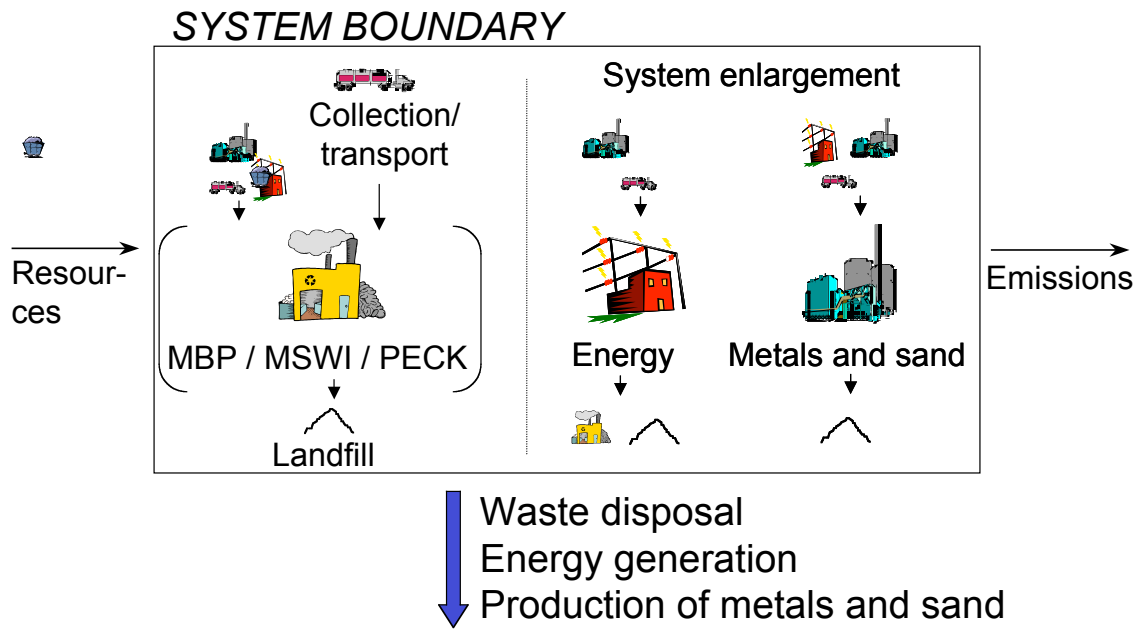 SYSTEM BOUNDARY
Collection/
transport
System enlargement
Resour-
ces
MBP / MSWI / PECK
Landfill
Energy
Metals and sand
Emissions
Waste disposal
Energy generation
Production of metals and sand